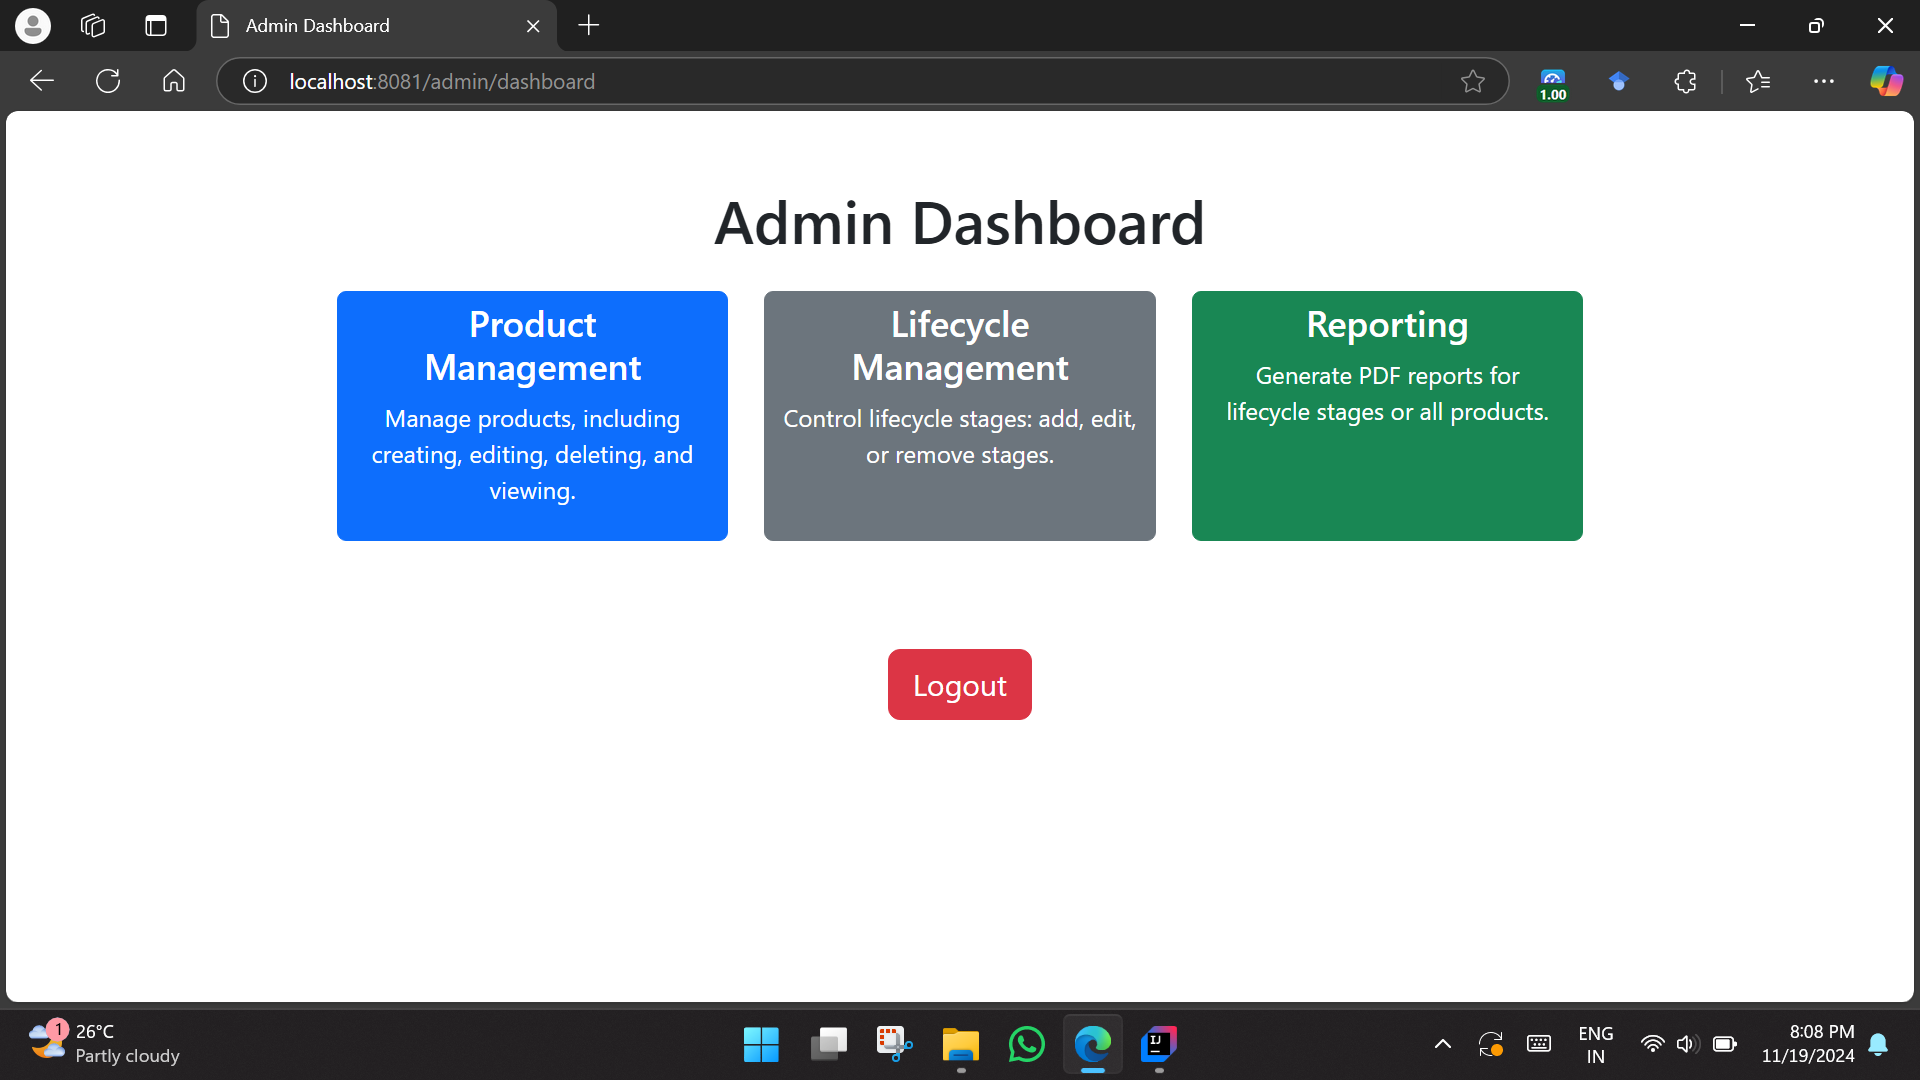 Admin Dashboard
localhost:8081/admin/dashboard
1.00
Admin Dashboard
Product
Management
Manage products, including
creating, editing, deleting, and
viewing.
Lifecycle
Management
Control lifecycle stages: add, edit,
or remove stages.
Reporting
Generate PDF reports for
lifecycle stages or all products.
Logout
1
26°C
Partly cloudy
IJ
ENG
IN
8:08 PM
11/19/2024